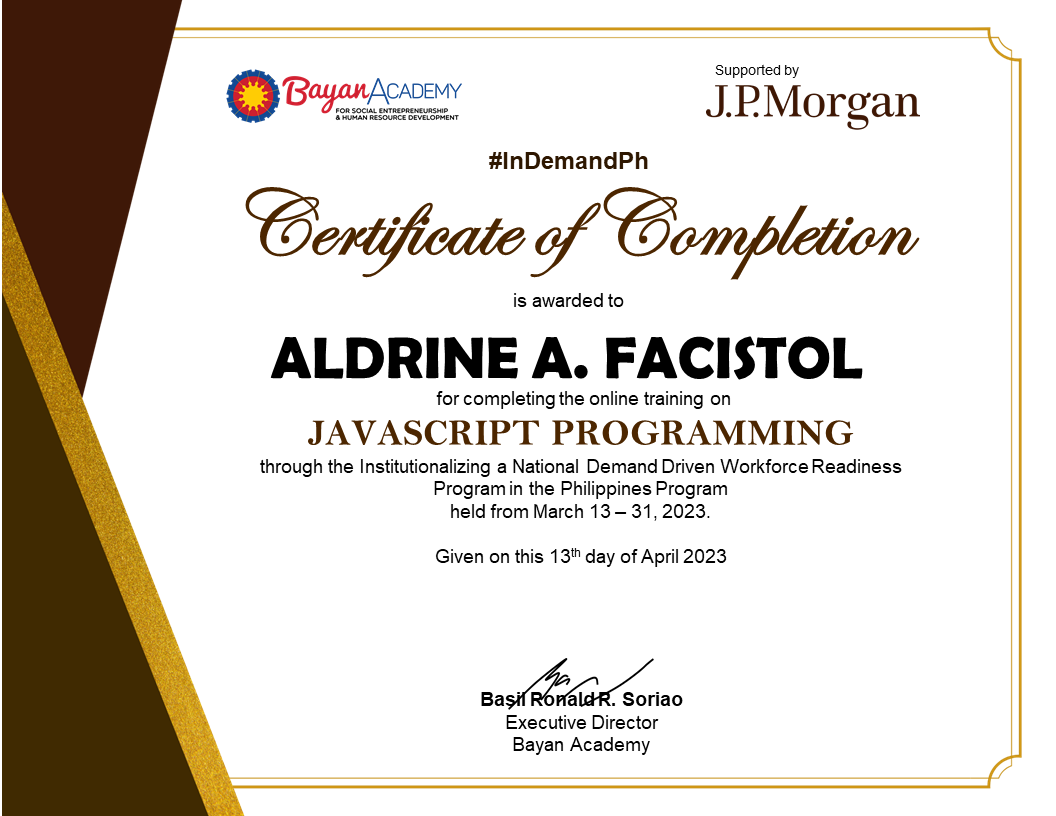 Bayan ACADEMY
FOR SOCIAL ENTREPRENEURSHIP
& HUMAN RESOURCE DEVELOPMENT
Supported by
J.P.Morgan
#InDemandPh
Certificate of Completion
is awarded to
ALDRINE A. FACISTOL
for completing the online training on
JAVASCRIPT PROGRAMMING
through the Institutionalizing a National Demand Driven Workforce Readiness
Program in the Philippines Program
held from March 13 – 31, 2023.
Given on this 13th day of April 2023
Basil Ronald R. Soriao
Executive Director
Bayan Academy